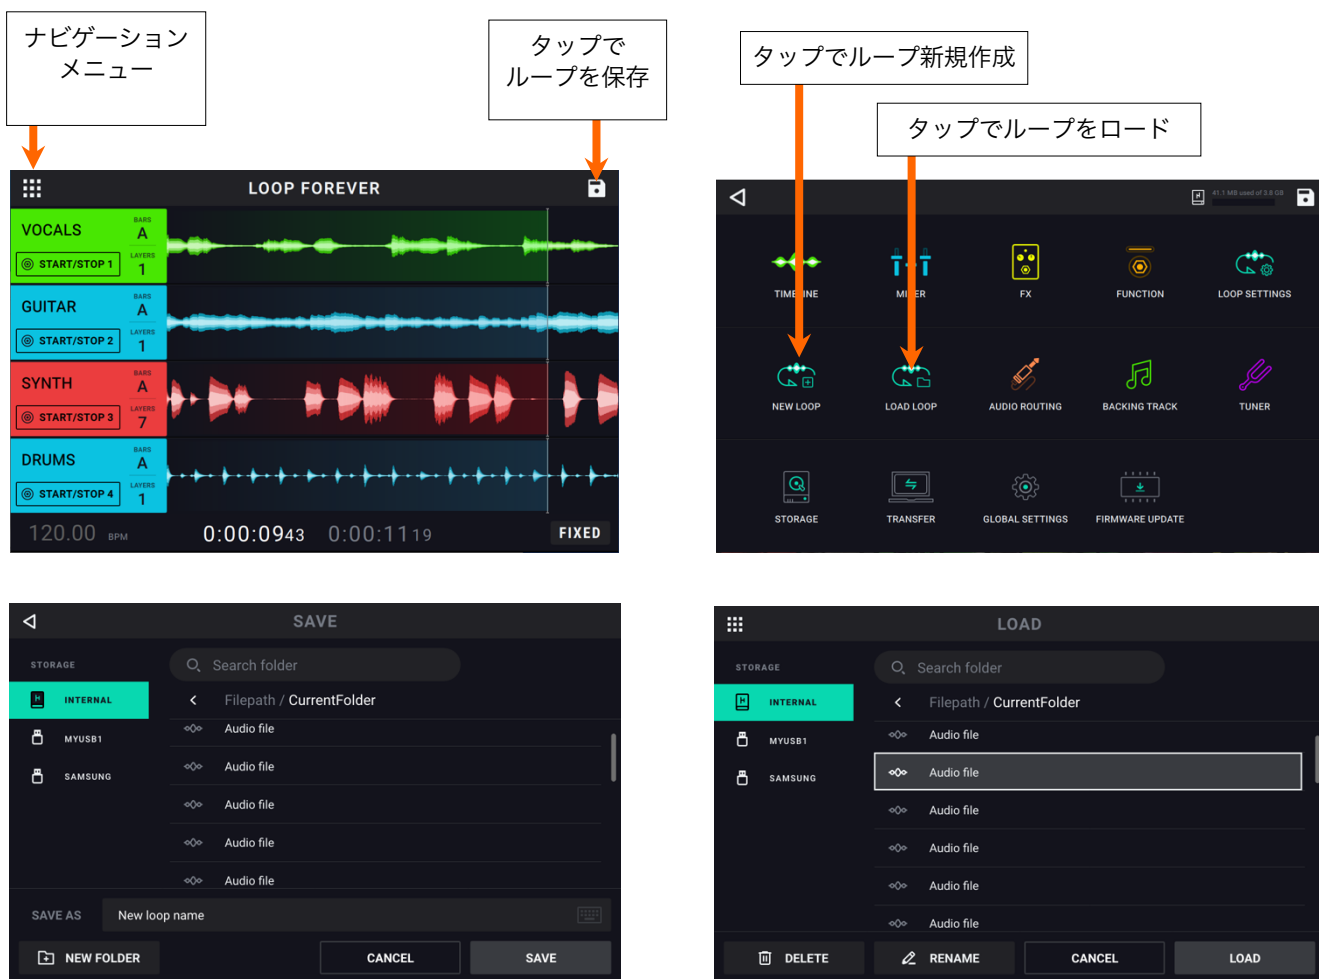 ナビゲーション
メニュー
タップで
ループを保存
タップでループ新規作成
タップでループをロード
LOOP FOREVER
VOCALS
BARS
A
START/STOP 1
LAYERS
1
GUITAR
BARS
A
START/STOP 2
LAYERS
1
SYNTH
BARS
A
START/STOP 3
LAYERS
7
DRUMS
BARS
A
START/STOP 4
LAYERS
1
120.00 BPM
0:00:0943
0:00:1119
FIXED
41.1 MB used of 3.8 GB
TIMELINE
MIXER
FX
FUNCTION
LOOP SETTINGS
NEW LOOP
LOAD LOOP
AUDIO ROUTING
BACKING TRACK
TUNER
STORAGE
TRANSFER
GLOBAL SETTINGS
FIRMWARE UPDATE
SAVE
STORAGE
Search folder
INTERNAL
Filepath / CurrentFolder
MYUSB1
Audio file
SAMSUNG
Audio file
Audio file
Audio file
Audio file
SAVE AS
New loop name
NEW FOLDER
CANCEL
SAVE
LOAD
STORAGE
Search folder
INTERNAL
Filepath / CurrentFolder
MYUSB1
Audio file
SAMSUNG
Audio file
Audio file
Audio file
Audio file
Audio file
DELETE
RENAME
CANCEL
LOAD